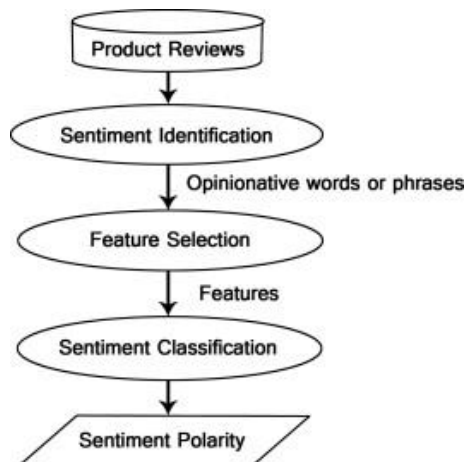 Product Reviews
Sentiment Identification
Opinionative words or phrases
Feature Selection
Features
Sentiment Classification
Sentiment Polarity